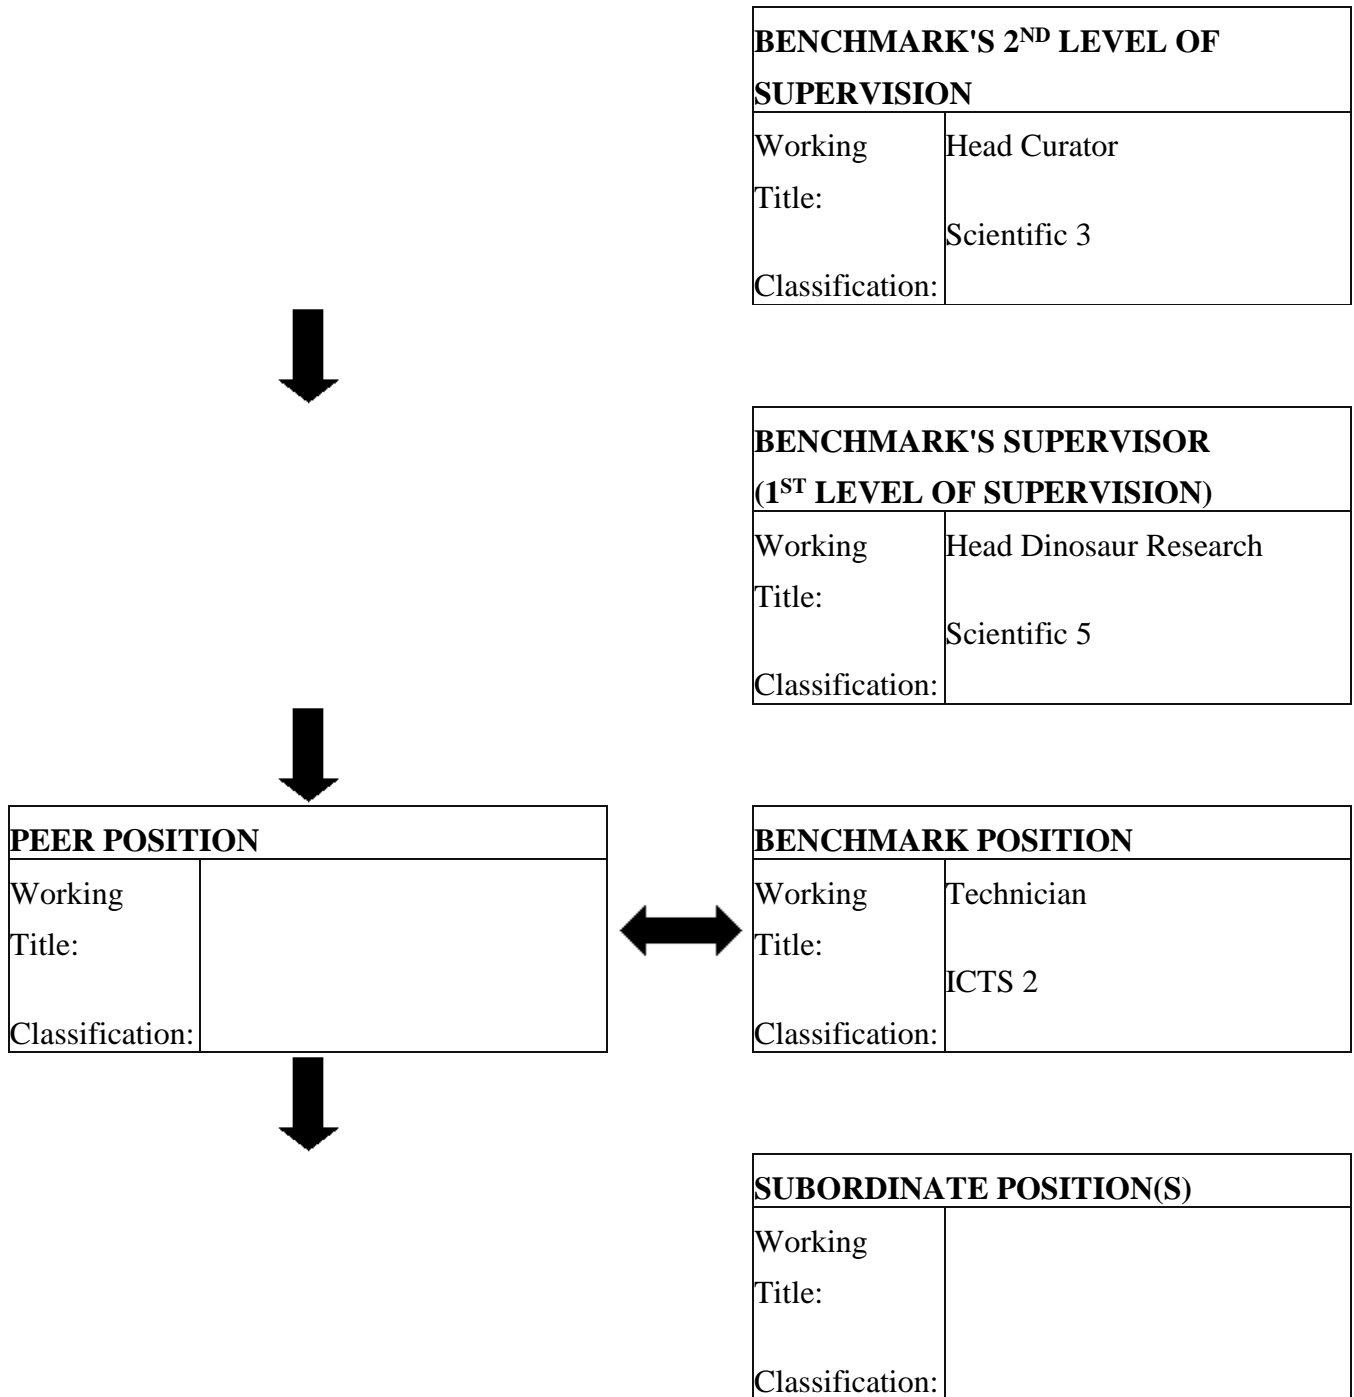 BENCHMARK'S 2ND LEVEL OF
SUPERVISION
Working Head Curator
Title:
Scientific 3
Classification:
BENCHMARK'S SUPERVISOR
(1ST LEVEL OF SUPERVISION)
Working Head Dinosaur Research
Title:
Scientific 5
Classification:
PEER POSITION
Working
Title:
Classification:
BENCHMARK POSITION
Working Technician
Title:
ICTS 2
Classification:
SUBORDINATE POSITION(S)
Working
Title:
Classification: